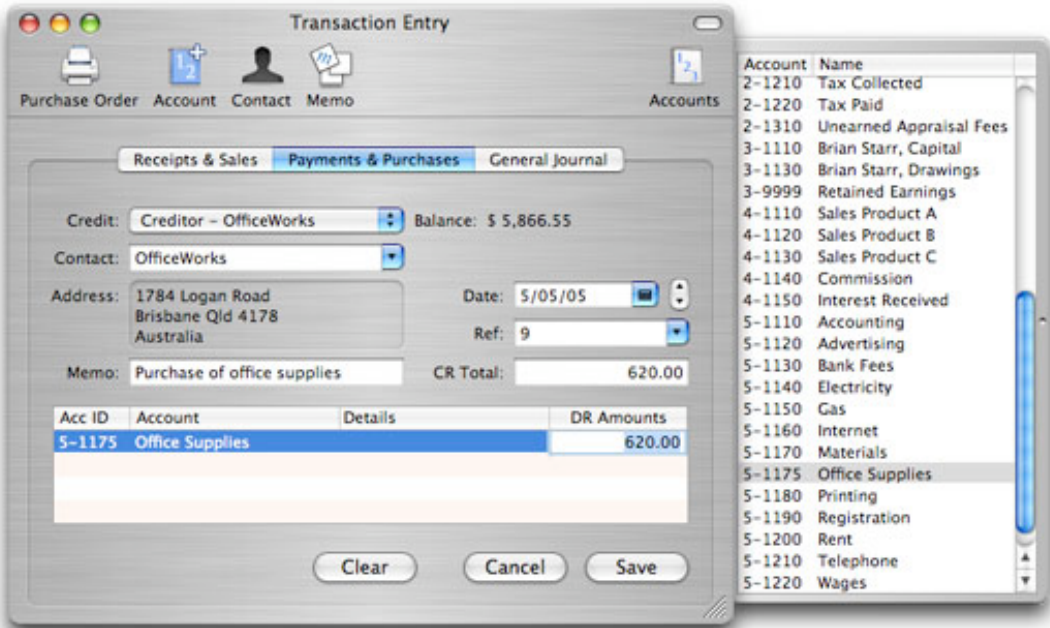 Transaction Entry
Purchase Order Account Contact Memo Accounts
Receipts & Sales Payments & Purchases General Journal
Credit: Creditor - OfficeWorks Balance: $ 5,866.55
Contact: OfficeWorks
Address: 1784 Logan Road
Brisbane Qld 4178
Australia
Date: 5/05/05
Ref: 9
Memo: Purchase of office supplies CR Total: 620.00
Acc ID Account Details DR Amounts
5-1175 Office Supplies 620.00
Clear Cancel Save
Account Name
2-1210 Tax Collected
2-1220 Tax Paid
2-1310 Unearned Appraisal Fees
3-1110 Brian Starr, Capital
3-1130 Brian Starr, Drawings
3-9999 Retained Earnings
4-1110 Sales Product A
4-1120 Sales Product B
4-1130 Sales Product C
4-1140 Commission
4-1150 Interest Received
5-1110 Accounting
5-1120 Advertising
5-1130 Bank Fees
5-1140 Electricity
5-1150 Gas
5-1160 Internet
5-1170 Materials
5-1175 Office Supplies
5-1180 Printing
5-1190 Registration
5-1200 Rent
5-1210 Telephone
5-1220 Wages